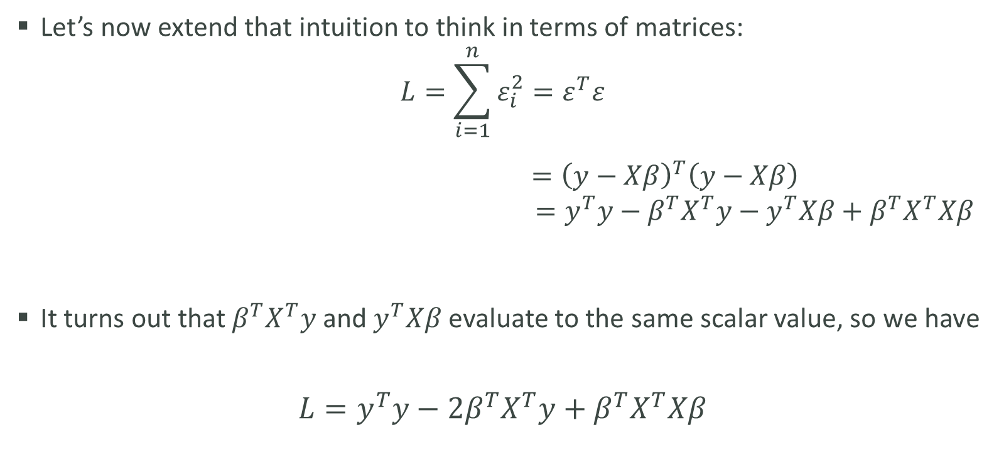 ▪ Let’s now extend that intuition to think in terms of matrices:
$L = \sum_{i=1}^{n} \varepsilon_i^2 = \varepsilon^T \varepsilon$
$= (y - X\beta)^T (y - X\beta)$
$= y^T y - \beta^T X^T y - y^T X\beta + \beta^T X^T X\beta$
▪ It turns out that $\beta^T X^T y$ and $y^T X\beta$ evaluate to the same scalar value, so we have
$L = y^T y - 2\beta^T X^T y + \beta^T X^T X\beta$